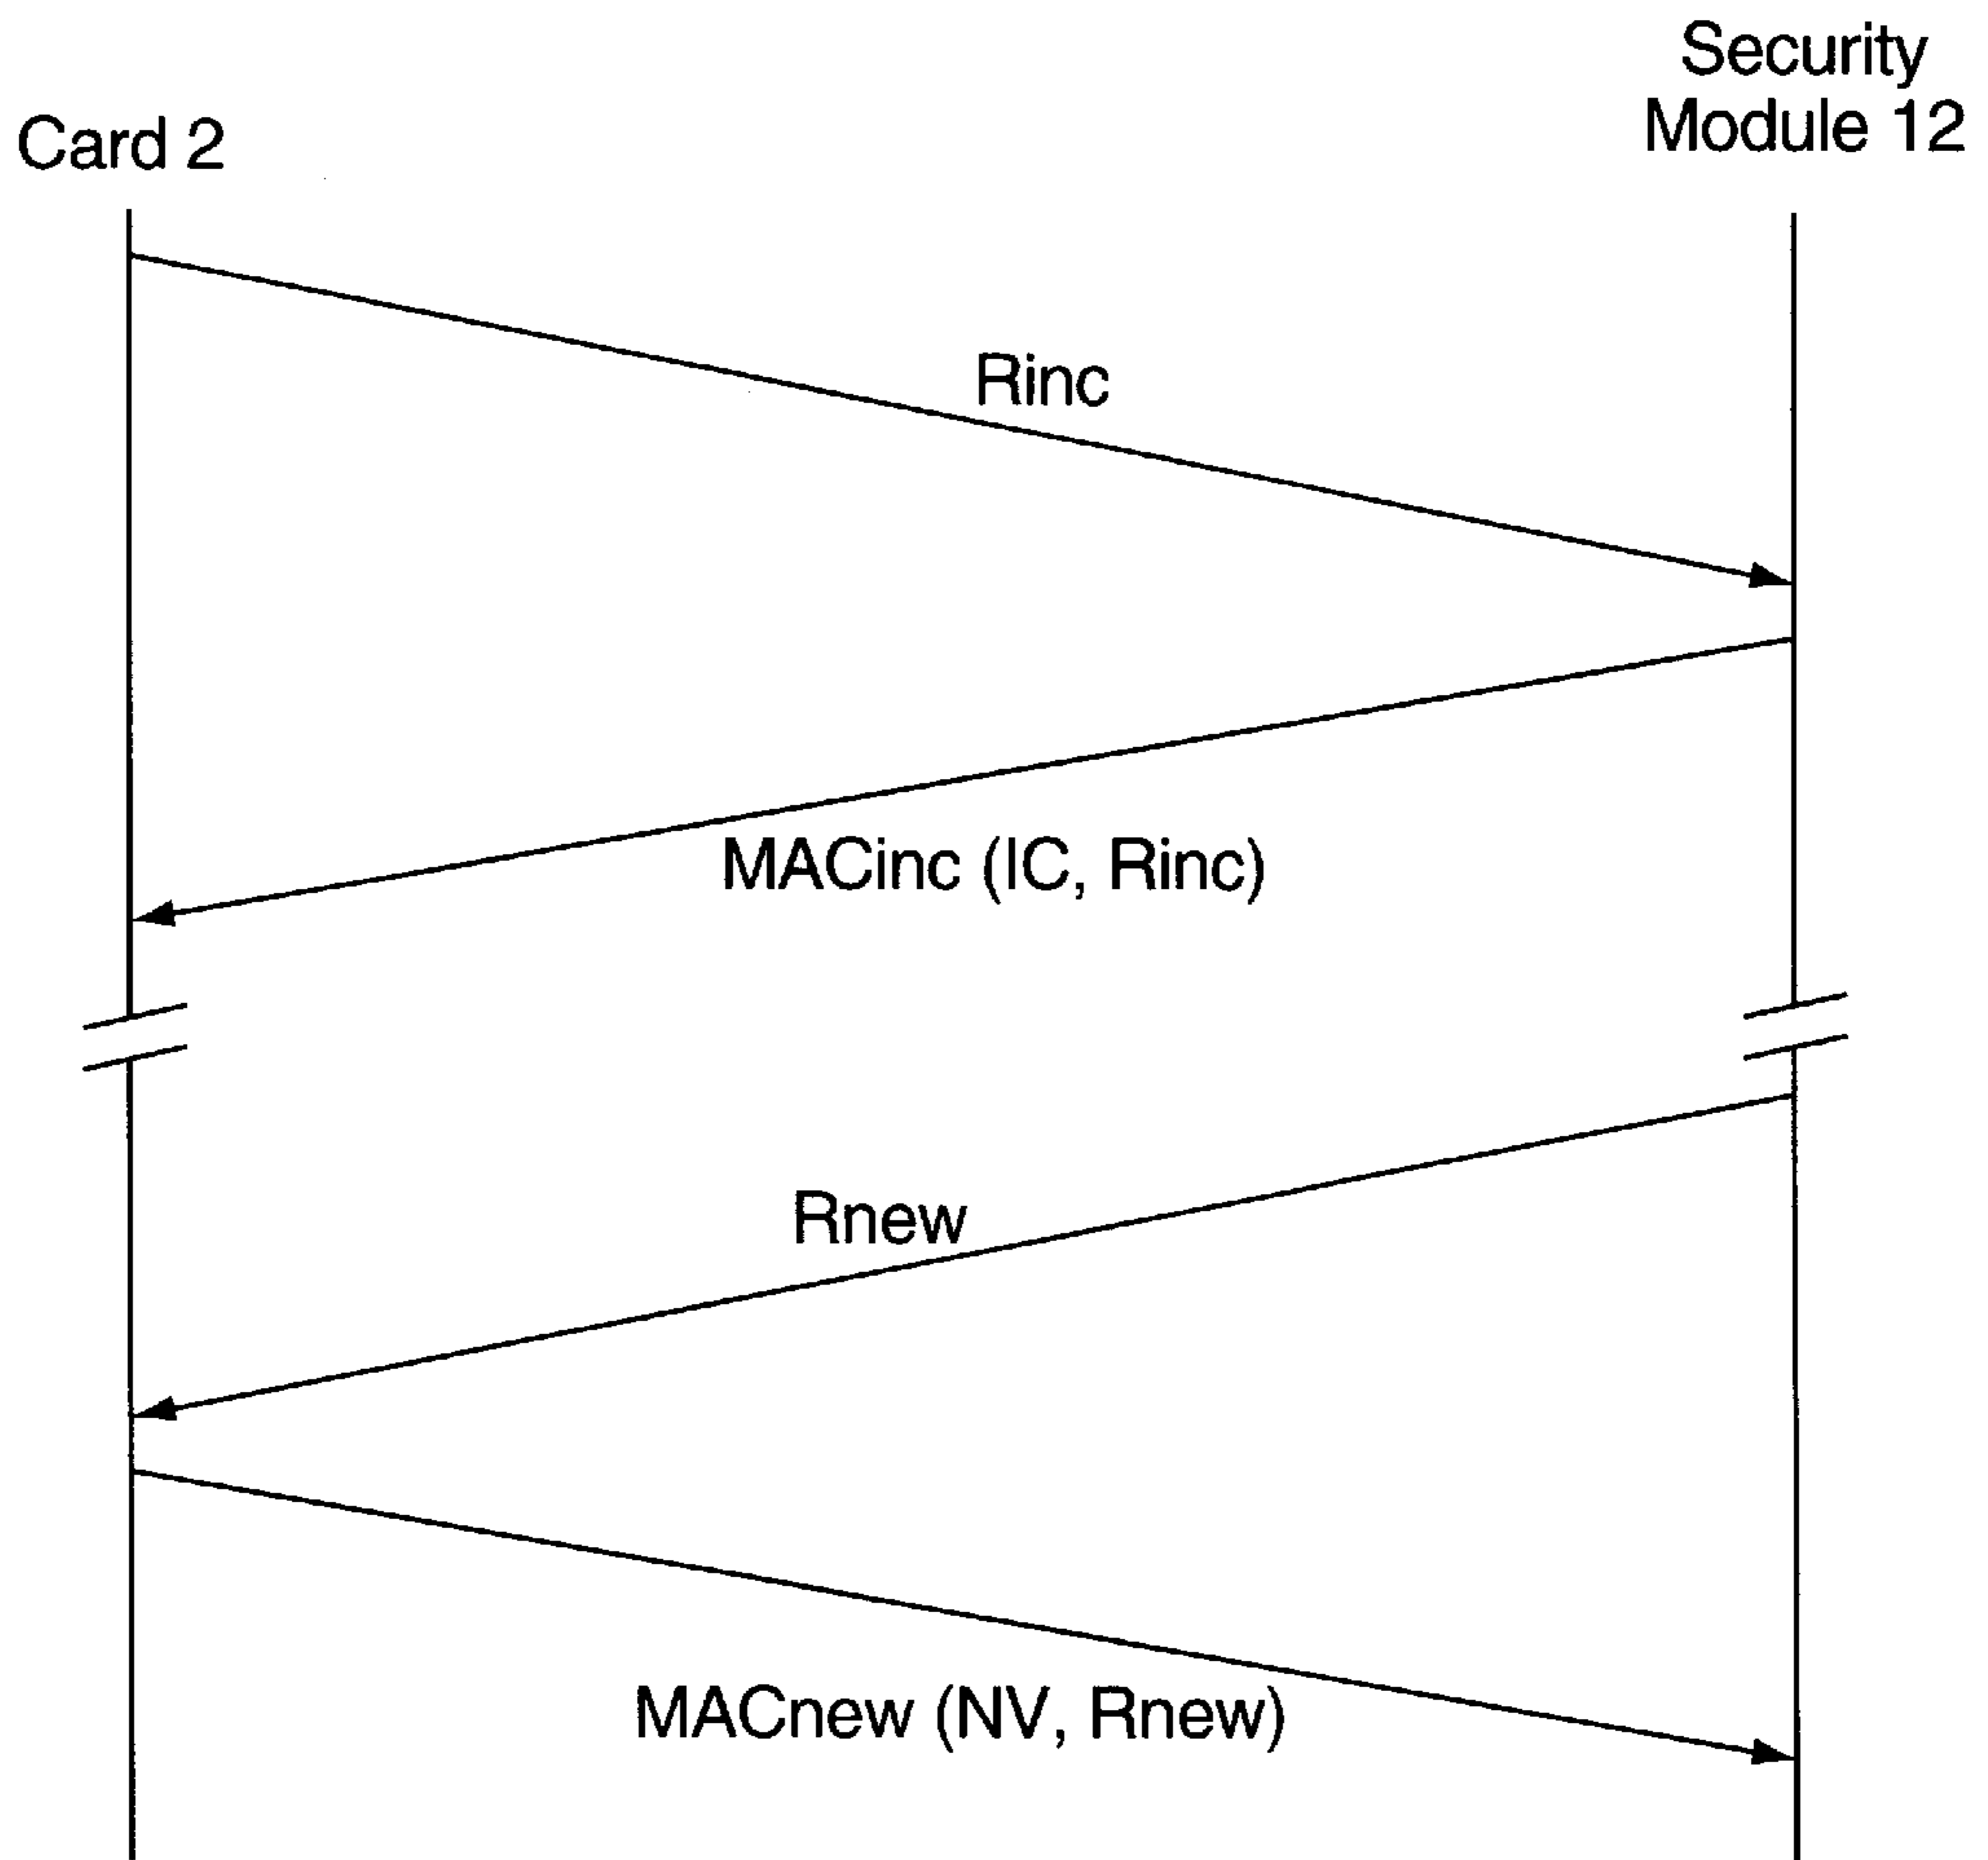 Security
Module 12
Card 2
Rinc
MACinc (IC, Rinc)
Rnew
MACnew (NV, Rnew)